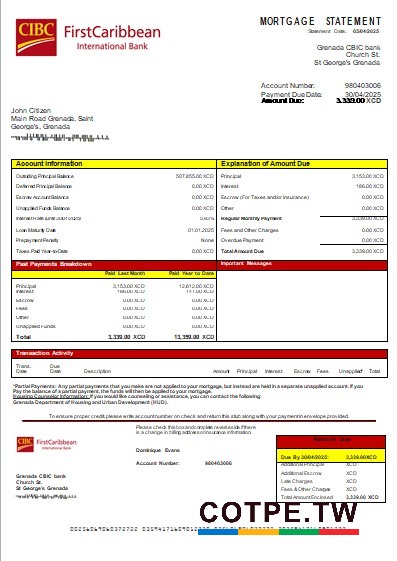 CIBC FirstCaribbean
International Bank
MORTGAGE STATEMENT
Statement Date. 05/04/2025
Grenada CBIC bank
Church St.
St George's Grenada
Account Number: 980403006
Payment Due Date: 30/04/2025
Amount Due: 3,339.00 XCD
John Citizen
Main Road Grenada, Saint
George's, Grenada
Account Information
Outsding Principal Balance 507,855.00 XCD
Deferred Principal Balance 0.00 XCD
Escrow Account Balance 0.00 XCD
Unapplied Funds Balance 0.00 XCD
Loan Maturity Date 01.01.2025
Prepayment Penalty None
Taxes Paid Year-to-Date 0.00 XCD
Explanation of Amount Due
Principal 3,153.00 XCD
Interest 186.00 XCD
Escrow (For Taxes and/or insurance) 0.00 XCD
Other 0.00 XCD
Regular Monthly Payment 3,339.00 XCD
Fees and Other Charges 0.00 XCD
Overdue Payment 0.00 XCD
Total Amount Due 3,339.00 XCD
Past Payments Breakdown
Paid Last Month Paid Year to Date
Principal 3,153.00 XCD 12,612.00 XCD
Interest 186.00 XCD 747.00 XCD
Escrow 0.00 XCD 0.00 XCD
Fees 0.00 XCD 0.00 XCD
Other 0.00 XCD 0.00 XCD
Unapplied Funds 0.00 XCD 0.00 XCD
Total 3,339.00 XCD 13,359.00 XCD
Important Messages
Transaction Activity
Trans. Date Due Date Description Amount Principal Interest Escrow Fees Unapplied* Total
*Partial Payments: Any partial payments that you make are not applied to your mortgage, but instead are held in a separate unapplied account. If you
Pay the balance of a partial payment, the funds will then be applied to your mortgage.
Housing Counselor Information: If you would like counseling or assistance, you can contact the following:
Grenada Department of Housing and Urban Development (HUD).
To ensure proper credit, please write account number on check and return this stub along with your payment in envelope provided.
CIBC FirstCaribbean
International Bank
Please check this box and complete reverse side if there
is a change in billing address or insurance information.
Dominique Evans
Account Number: 980403006
Grenada CBIC bank
Church St.
St George's Grenada
Amount Due
Due By 30/04/2025: 3,339.00XCD
Additional Principal XCD
Additional Escrow XCD
Late Charges XCD
Fees & Other Charges XCD
Total Amount Enclosed 3,339.00 XCD
COTPE.TW